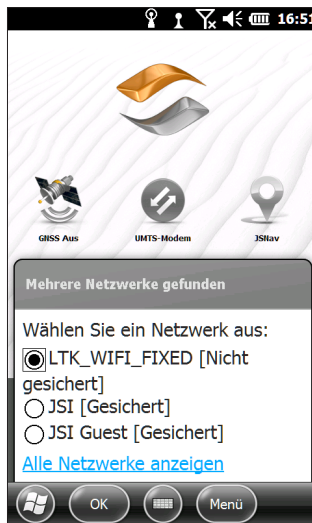 16:51
GNSS Aus UMTS-Modem JSNav
Mehrere Netzwerke gefunden
Wählen Sie ein Netzwerk aus:
LTK_WIFI_FIXED [Nicht
gesichert]
JSI [Gesichert]
JSI Guest [Gesichert]
Alle Netzwerke anzeigen
OK Menü